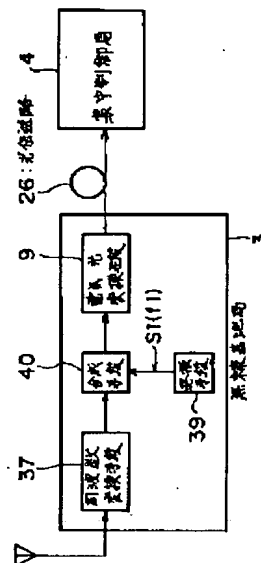 4
集中制御局
26:光伝送路
9
電気光
変換手段
40
合成
手段
37
周波数
変換手段
S1(f1)
発振
手段
39
無線基地局